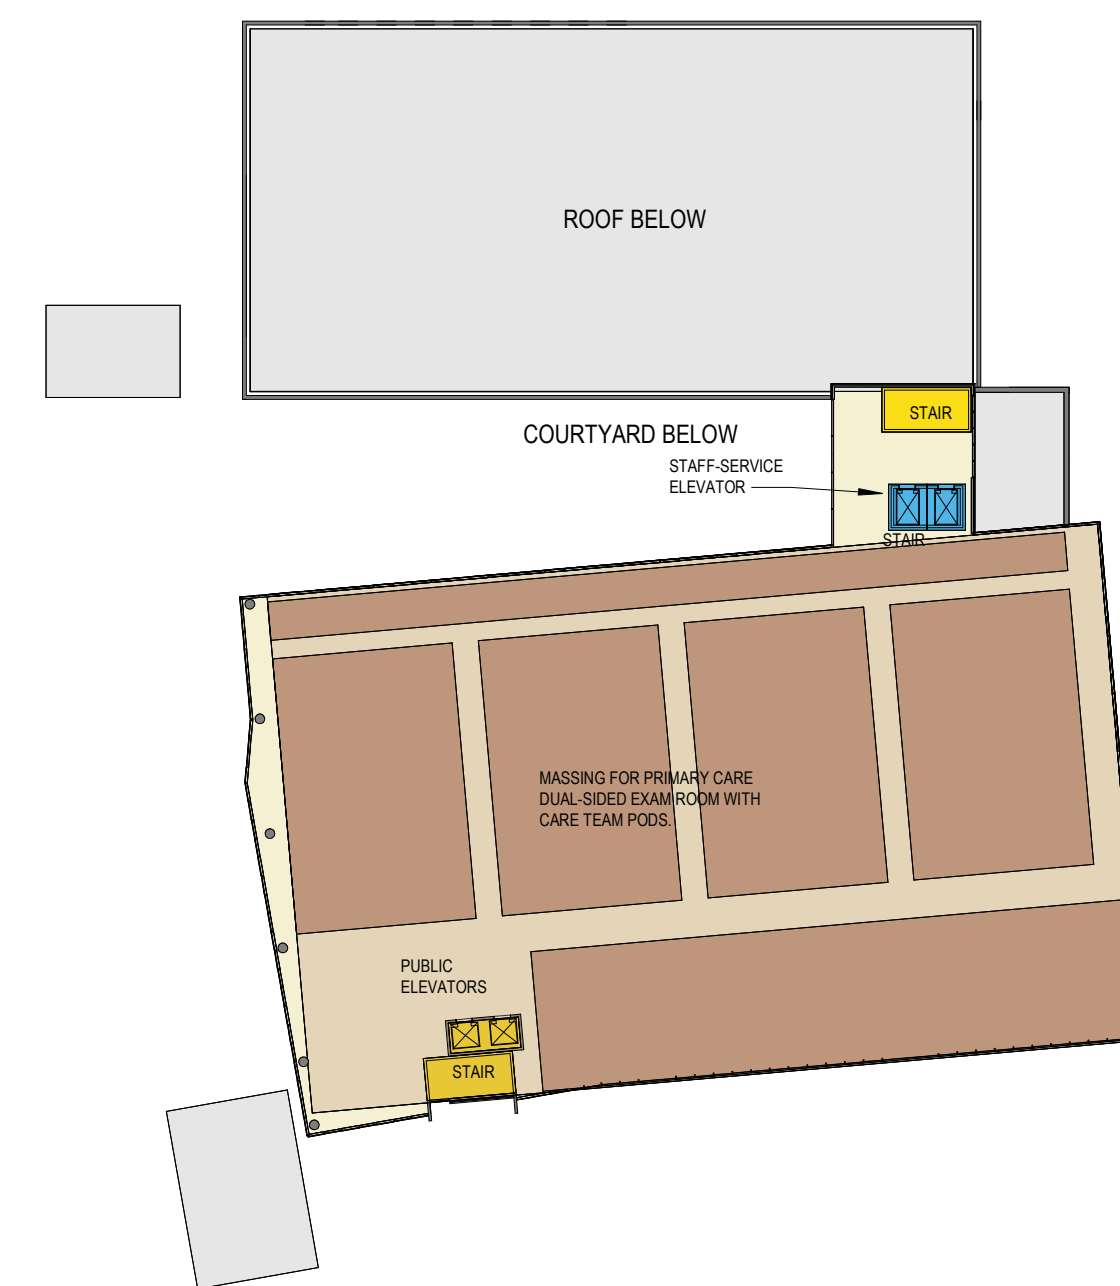 ROOF BELOW
STAIR
COURTYARD BELOW
STAFF-SERVICE
ELEVATOR
STAIR
MASSING FOR PRIMARY CARE
DUAL-SIDED EXAM ROOM WITH
CARE TEAM PODS.
PUBLIC
ELEVATORS
STAIR